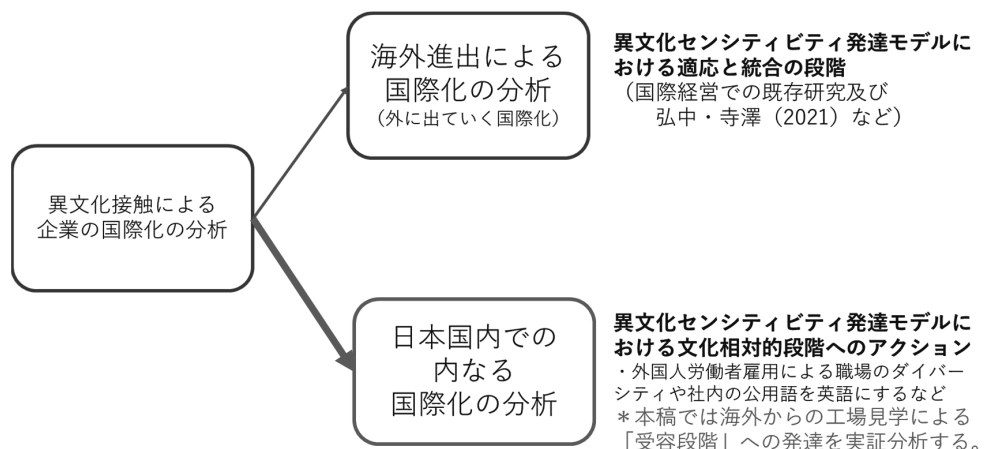 異文化接触による
企業の国際化の分析
海外進出による
国際化の分析
（外に出ていく国際化）
異文化センシティビティ発達モデルに
おける適応と統合の段階
（国際経営での既存研究及び
弘中・寺澤（2021）など）
日本国内での
内なる
国際化の分析
異文化センシティビティ発達モデルに
おける文化相対的段階へのアクション
・外国人労働者雇用による職場のダイバー
シティや社内の公用語を英語にするなど
＊本稿では海外からの工場見学による
「受容段階」への発達を実証分析する。